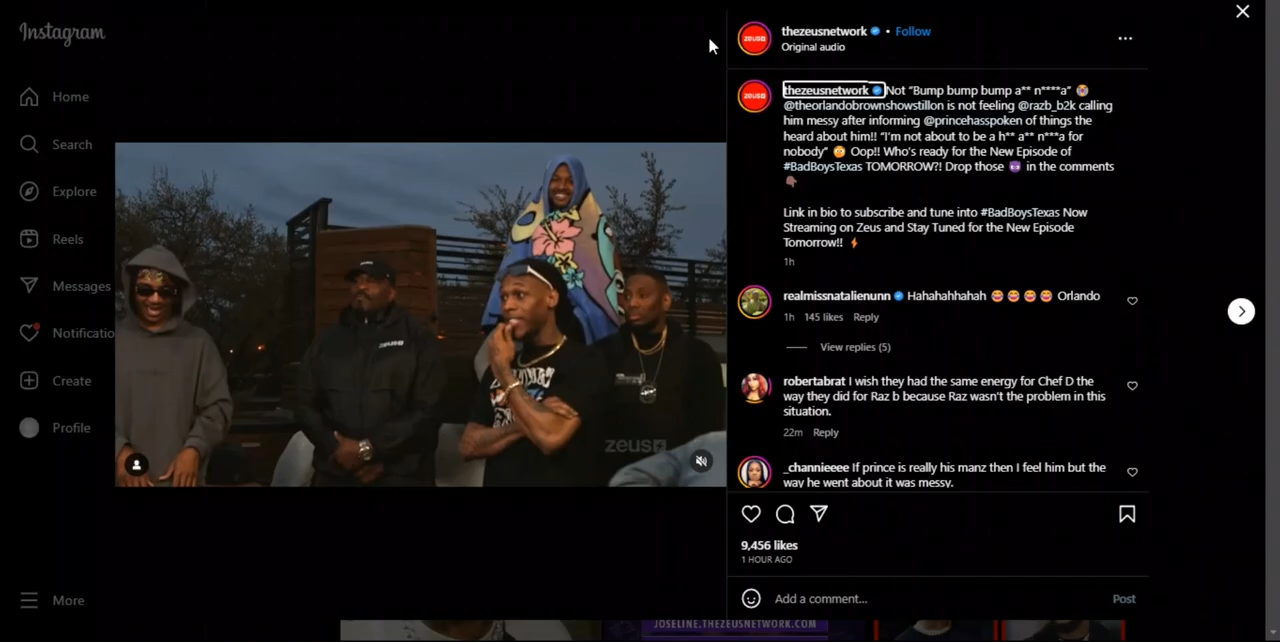 Instagram
Home
Search
Explore
Reels
Messages
Notificatio
Create
Profile
More
ZEUS
ZEUS
thezeusnetwork • Follow
Original audio
thezeusnetwork Not “Bump bump bump a** n****a” 😭
@theorlandobrownshowstillon is not feeling @razb_b2k calling
him messy after informing @princehasspoken of things the
heard about him!! “I’m not about to be a h** a** n***a for
nobody” 😳 Oop!! Who’s ready for the New Episode of
#BadBoysTexas TOMORROW?! Drop those 😈 in the comments
👇🏽
Link in bio to subscribe and tune into #BadBoysTexas Now
Streaming on Zeus and Stay Tuned for the New Episode
Tomorrow!! ⚡
1h
realmissnatalienunn Hahahahhahah 😂 😂 😂 😂 Orlando
1h 145 likes Reply
View replies (5)
robertabrat I wish they had the same energy for Chef D the
way they did for Raz b because Raz wasn’t the problem in this
situation.
22m Reply
_channieeee If prince is really his manz then I feel him but the
way he went about it was messy.
9,456 likes
1 HOUR AGO
Add a comment... Post
JOSELINE.THEZEUSNETWORK.COM